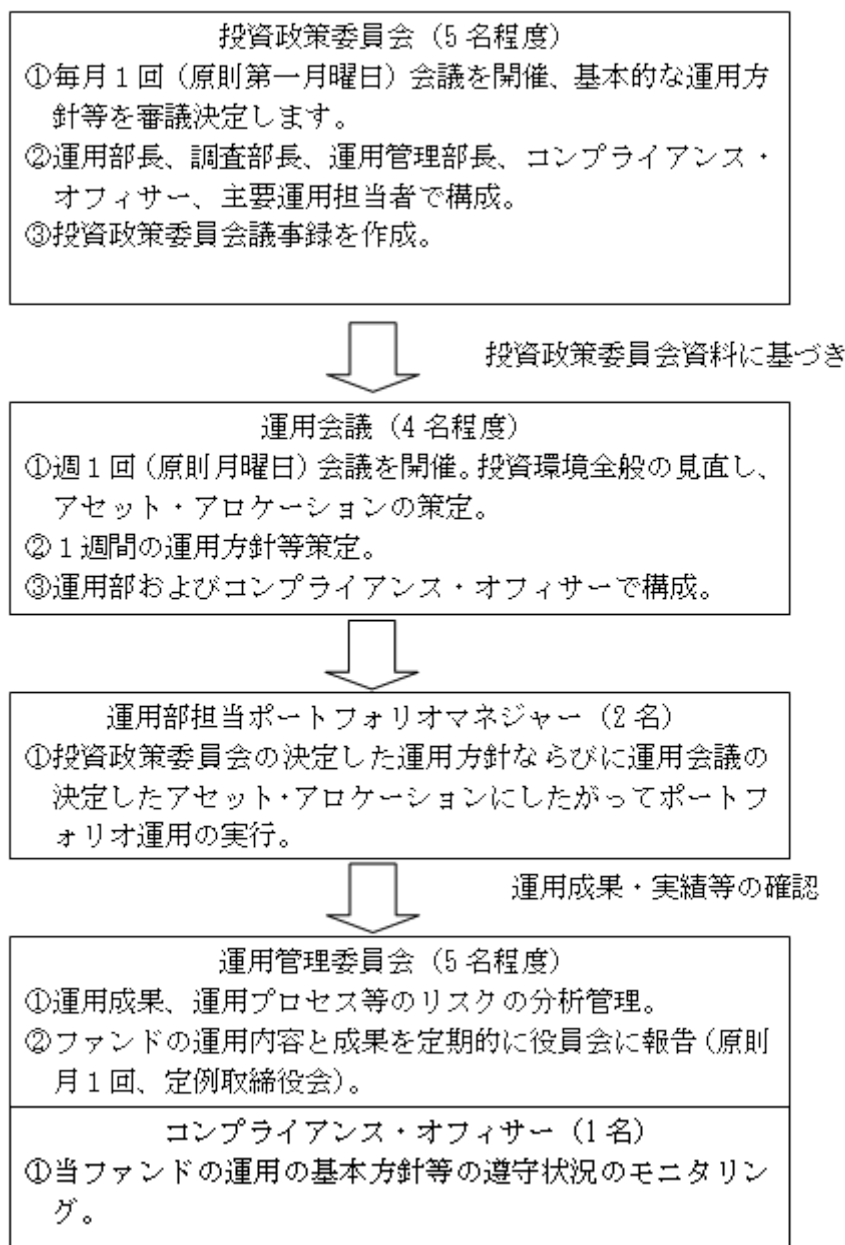 投資政策委員会（5名程度）
①毎月1回（原則第一月曜日）会議を開催、基本的な運用方
針等を審議決定します。
②運用部長、調査部長、運用管理部長、コンプライアンス・
オフィサー、主要運用担当者で構成。
③投資政策委員会議事録を作成。
投資政策委員会資料に基づき
運用会議（4名程度）
①週1回（原則月曜日）会議を開催。投資環境全般の見直し、
アセット・アロケーションの策定。
②1週間の運用方針等策定。
③運用部およびコンプライアンス・オフィサーで構成。
運用部担当ポートフォリオマネジャー（2名）
①投資政策委員会の決定した運用方針ならびに運用会議の
決定したアセット・アロケーションにしたがってポートフ
ォリオ運用の実行。
運用成果・実績等の確認
運用管理委員会（5名程度）
①運用成果、運用プロセス等のリスクの分析管理。
②ファンドの運用内容と成果を定期的に役員会に報告（原則
月1回、定例取締役会）。
コンプライアンス・オフィサー（1名）
①当ファンドの運用の基本方針等の遵守状況のモニタリン
グ。